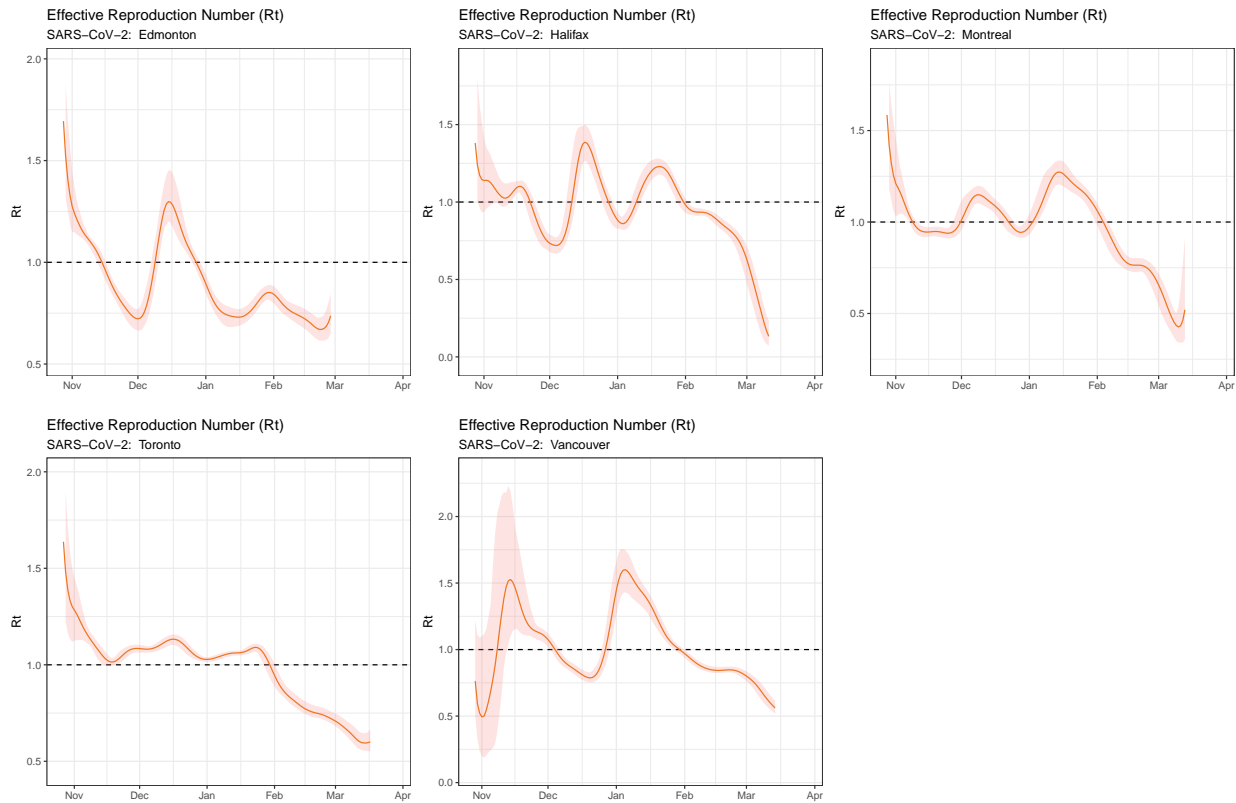 Effective Reproduction Number (Rt)
SARS−CoV−2: Edmonton
2.0
1.5
1.0
0.5
Rt
Nov Dec Jan Feb Mar Apr
Effective Reproduction Number (Rt)
SARS−CoV−2: Halifax
1.5
1.0
0.5
0.0
Rt
Nov Dec Jan Feb Mar Apr
Effective Reproduction Number (Rt)
SARS−CoV−2: Montreal
1.5
1.0
0.5
Rt
Nov Dec Jan Feb Mar Apr
Effective Reproduction Number (Rt)
SARS−CoV−2: Toronto
2.0
1.5
1.0
0.5
Rt
Nov Dec Jan Feb Mar Apr
Effective Reproduction Number (Rt)
SARS−CoV−2: Vancouver
2.0
1.5
1.0
0.5
0.0
Rt
Nov Dec Jan Feb Mar Apr